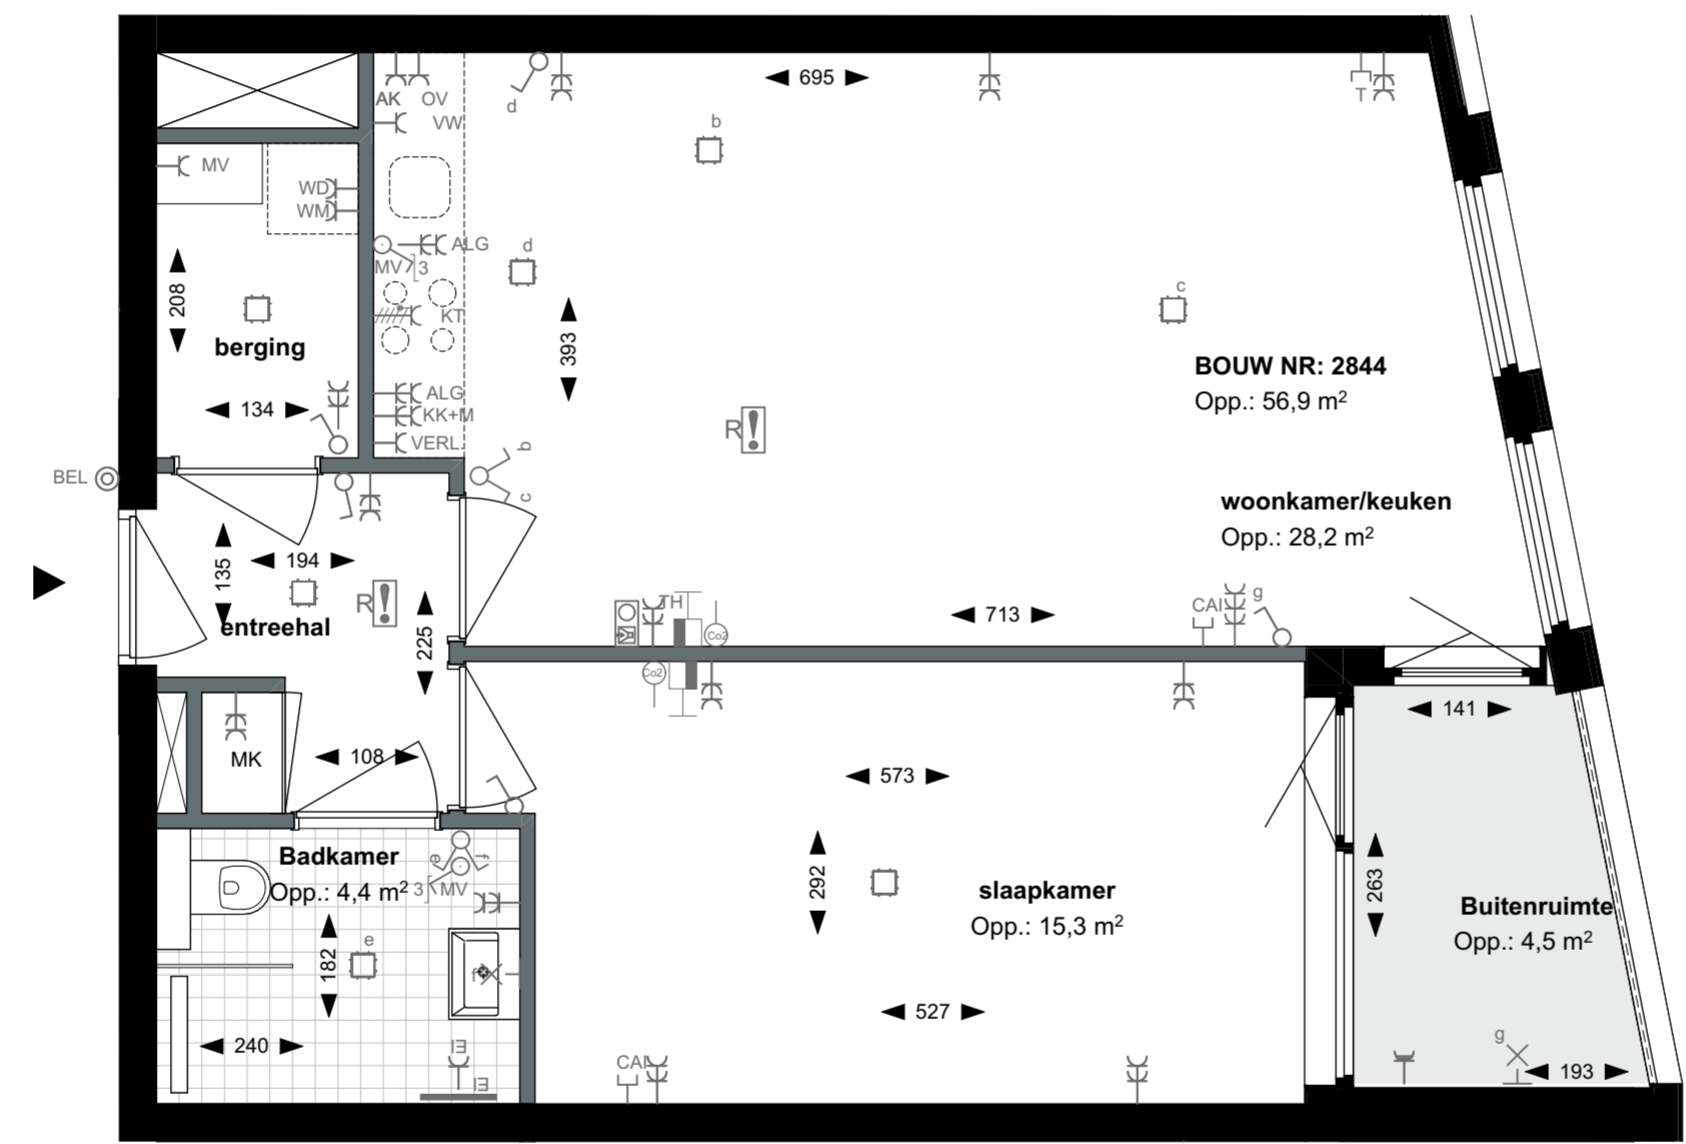 695
AK OV
VW
d
T
b
MV
WD
WM
ALG
MV 3
d
c
208
KT
393
berging
BOUW NR: 2844
Opp.: 56,9 m²
134
ALG
KK+M
VERL.
R
b
c
BEL
woonkamer/keuken
Opp.: 28,2 m²
135
194
R
entreehal
225
TH
Co2
713
CAI
g
Co2
141
MK
108
573
Badkamer
Opp.: 4,4 m²
e
f
3 MV
292
263
slaapkamer
Opp.: 15,3 m²
Buitenruimte
Opp.: 4,5 m²
182
e
f
527
240
g
193
CAI